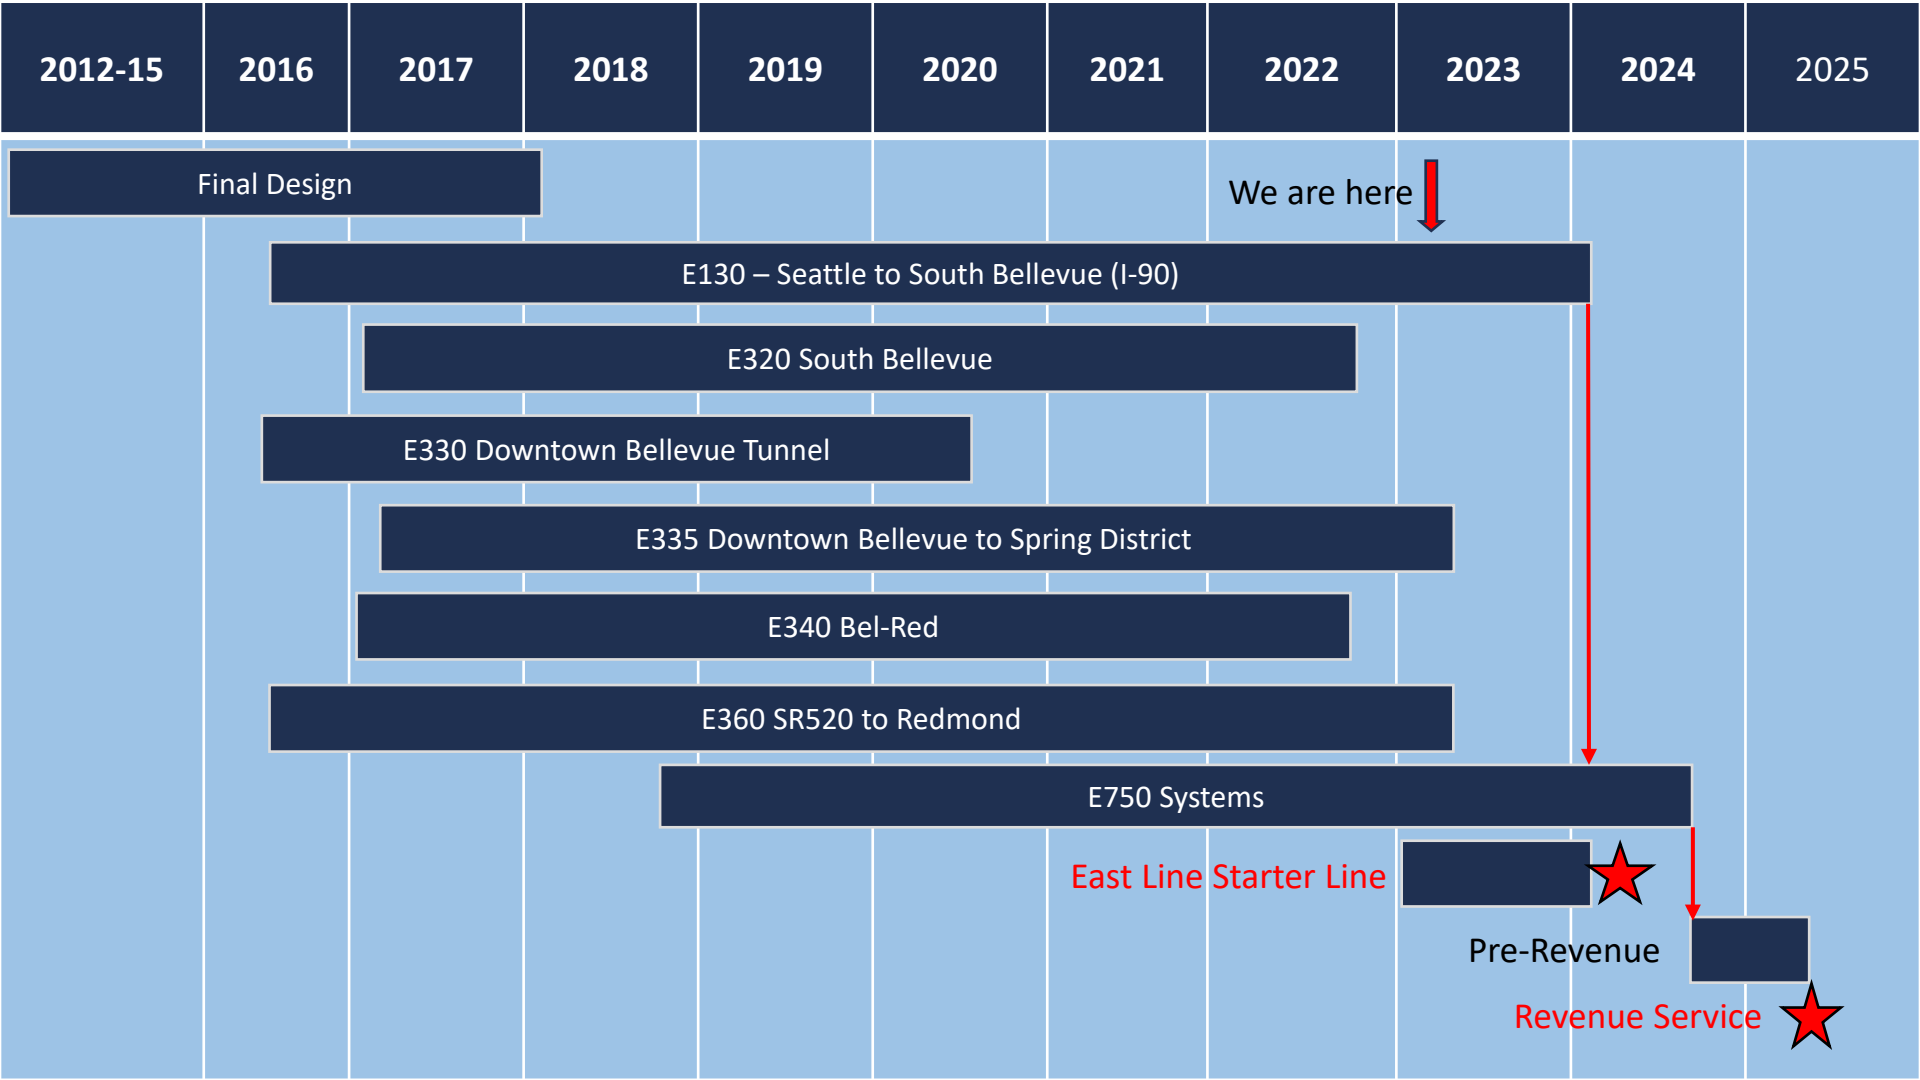 2012-15 2016 2017 2018 2019 2020 2021 2022 2023 2024 2025
Final Design
We are here
E130 – Seattle to South Bellevue (I-90)
E320 South Bellevue
E330 Downtown Bellevue Tunnel
E335 Downtown Bellevue to Spring District
E340 Bel-Red
E360 SR520 to Redmond
E750 Systems
East Line Starter Line
Pre-Revenue
Revenue Service